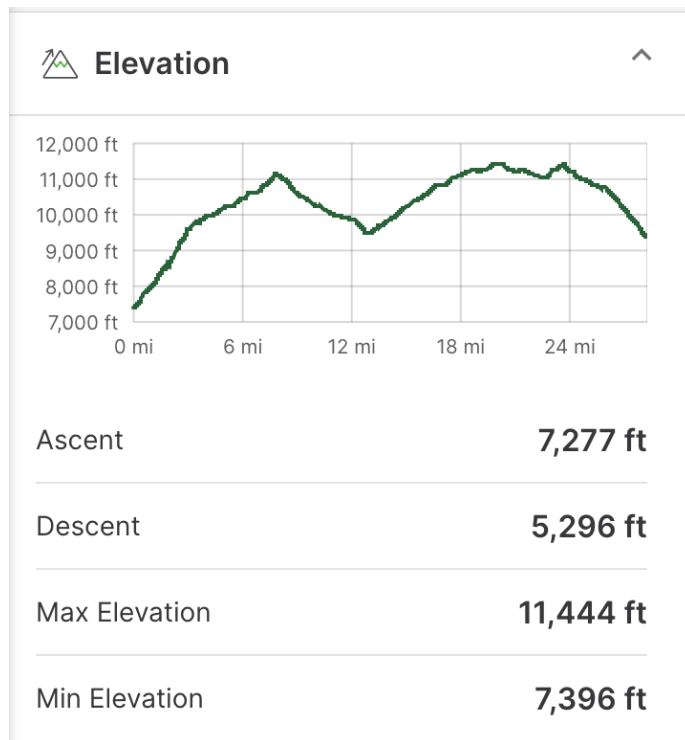 Elevation
12,000 ft
11,000 ft
10,000 ft
9,000 ft
8,000 ft
7,000 ft
0 mi 6 mi 12 mi 18 mi 24 mi
Ascent 7,277 ft
Descent 5,296 ft
Max Elevation 11,444 ft
Min Elevation 7,396 ft